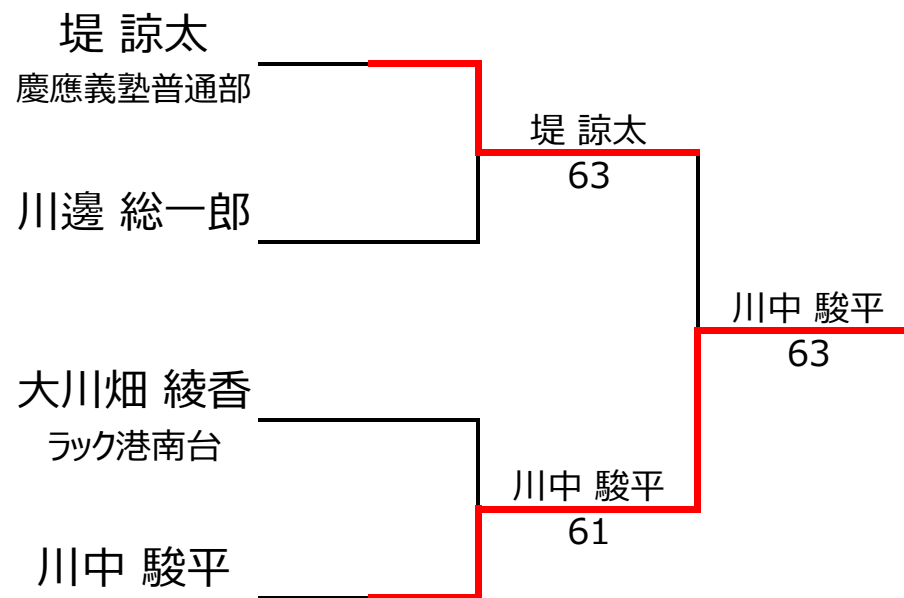 堤 諒太
慶應義塾普通部
堤 諒太
63
川邊 総一郎
川中 駿平
63
大川畑 綾香
ラック港南台
川中 駿平
61
川中 駿平